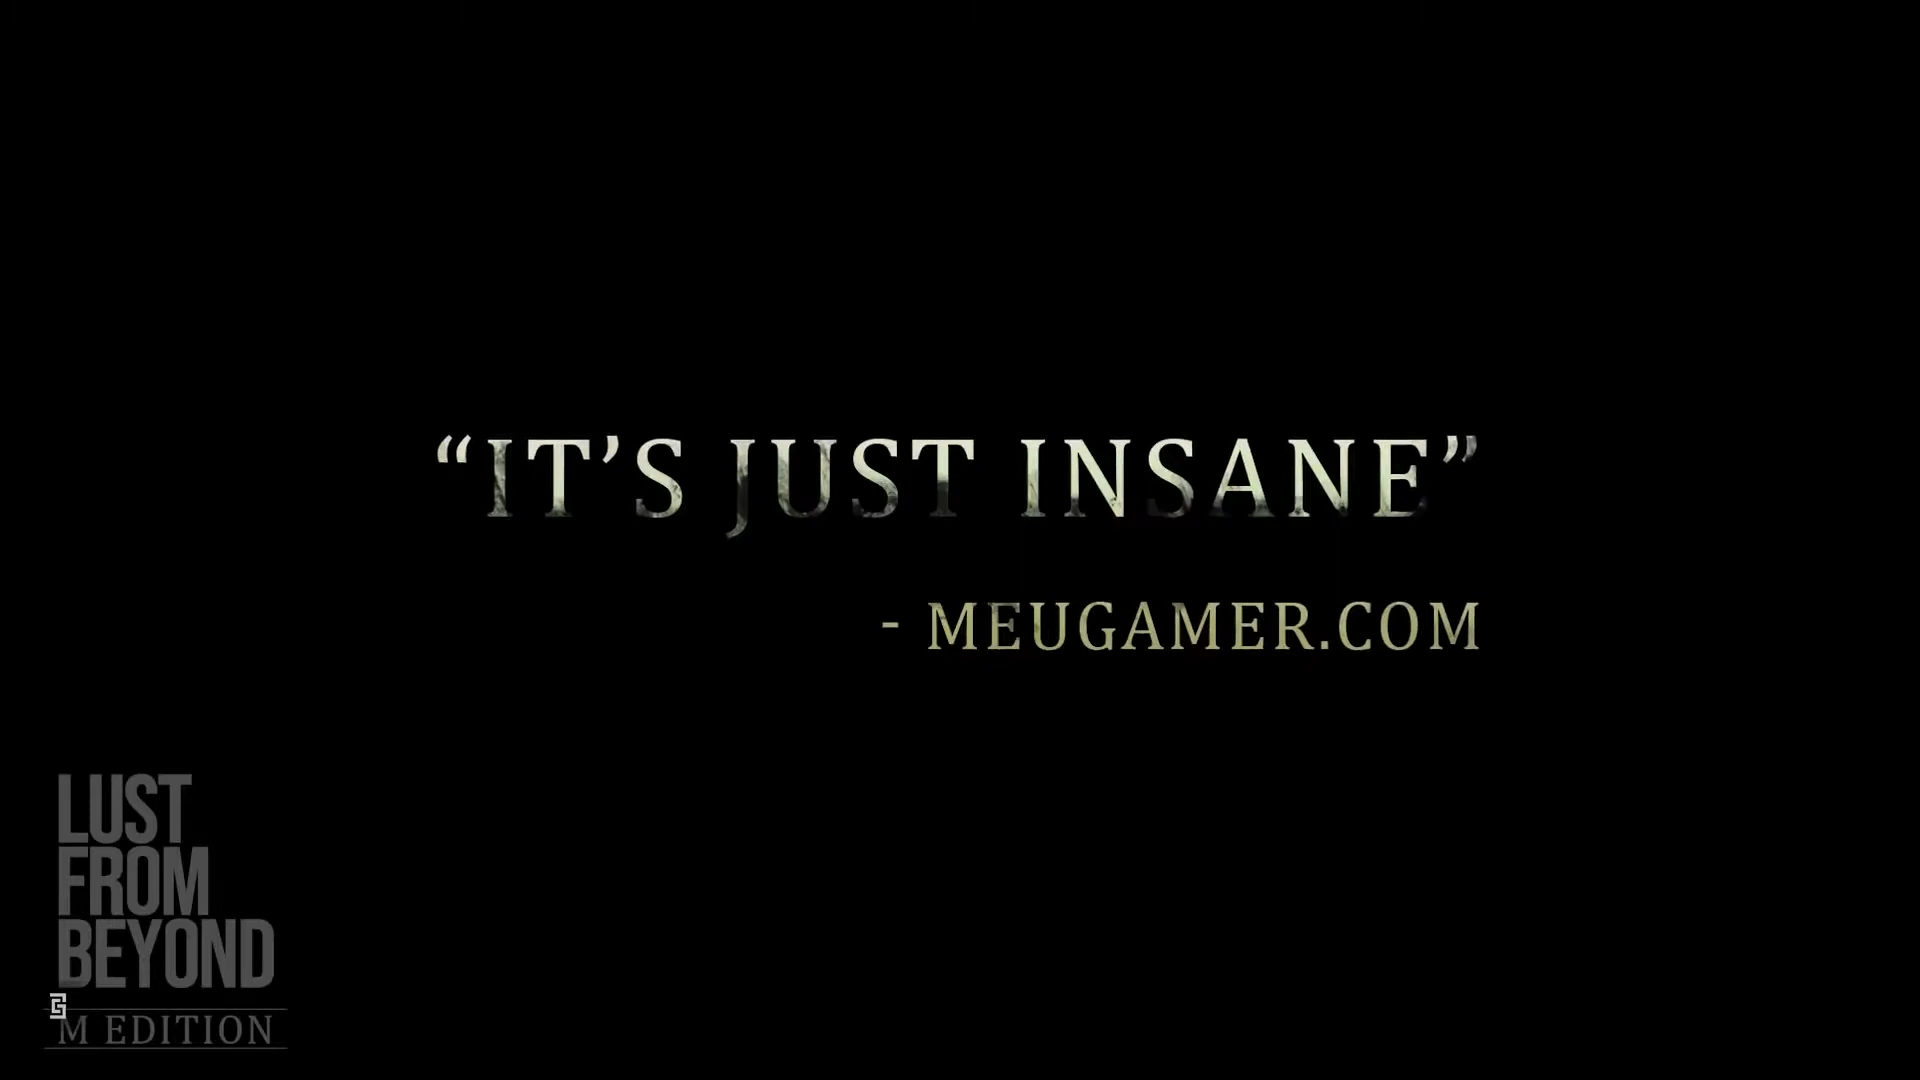 “IT’S JUST INSANE”
- MEUGAMER.COM
LUST
FROM
BEYOND
M EDITION